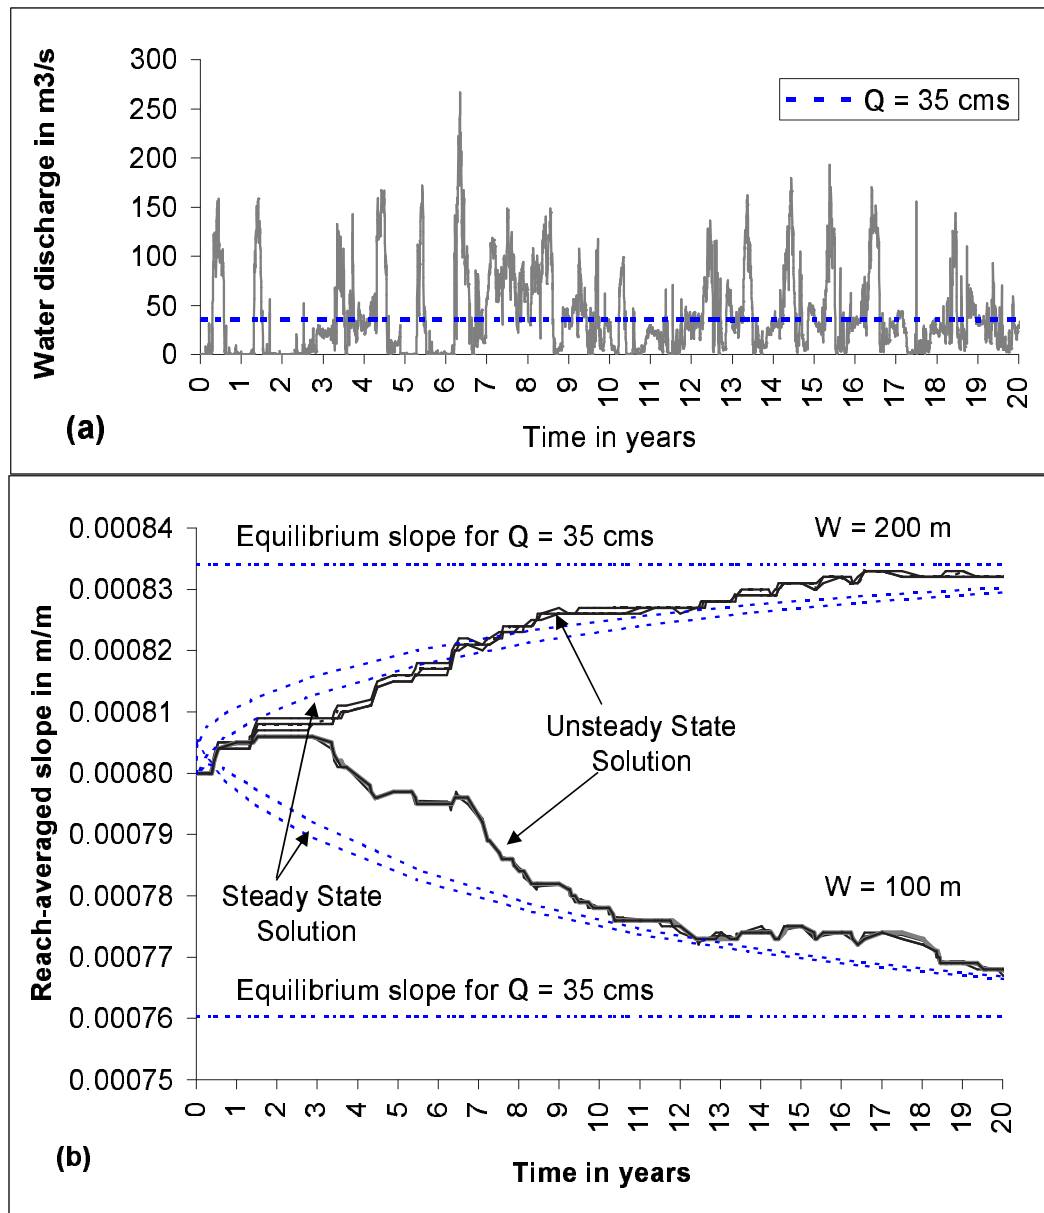 Water discharge in m3/s
300
250
200
150
100
50
0
Q = 35 cms
0 1 2 3 4 5 6 7 8 9 10 11 12 13 14 15 16 17 18 19 20
(a)
Time in years
Reach-averaged slope in m/m
0.00084
0.00083
0.00082
0.00081
0.00080
0.00079
0.00078
0.00077
0.00076
0.00075
Equilibrium slope for Q = 35 cms
W = 200 m
Unsteady State
Solution
Steady State
Solution
W = 100 m
Equilibrium slope for Q = 35 cms
0 1 2 3 4 5 6 7 8 9 10 11 12 13 14 15 16 17 18 19 20
(b)
Time in years